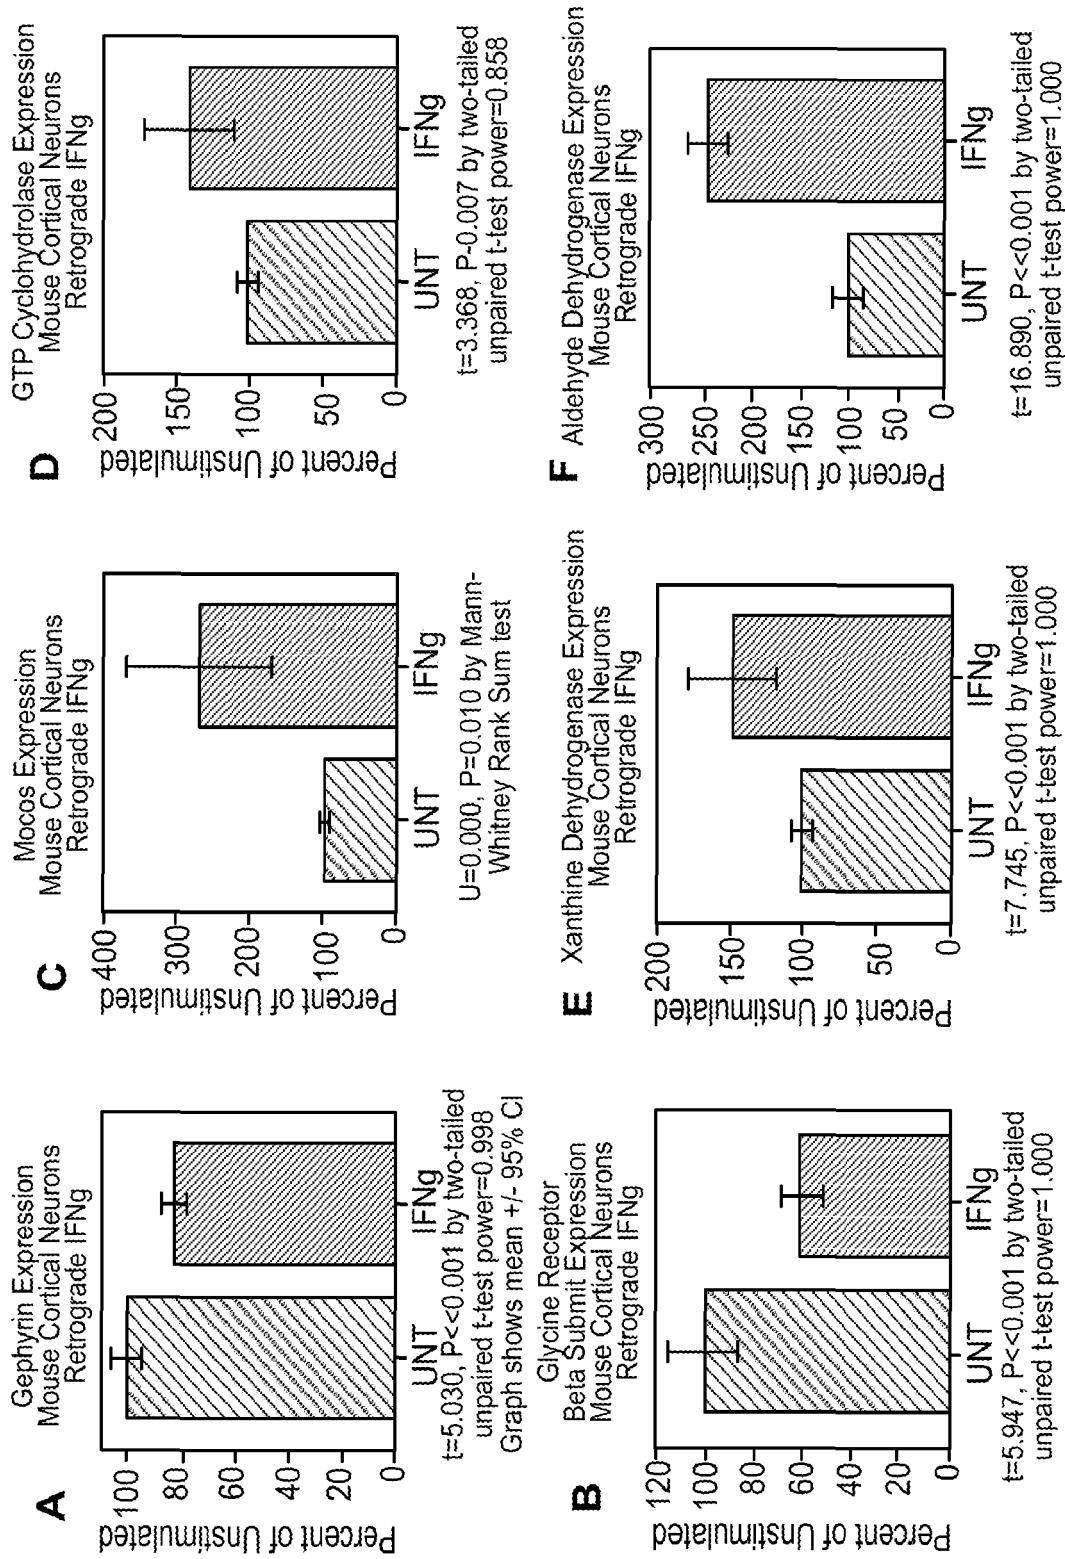 A
Gephyrin Expression
Mouse Cortical Neurons
Retrograde IFNg
Percent of Unstimulated
100
80
60
40
20
0
UNT
IFNg
t=5.030, P<<0.001 by two-tailed
unpaired t-test power=0.998
Graph shows mean +/- 95% CI
B
Glycine Receptor
Beta Submit Expression
Mouse Cortical Neurons
Retrograde IFNg
Percent of Unstimulated
120
100
80
60
40
20
0
UNT
IFNg
t=5.947, P<<0.001 by two-tailed
unpaired t-test power=1.000
C
Mocos Expression
Mouse Cortical Neurons
Retrograde IFNg
Percent of Unstimulated
400
300
200
100
0
UNT
IFNg
U=0.000, P=0.010 by Mann-
Whitney Rank Sum test
D
GTP Cyclohydrolase Expression
Mouse Cortical Neurons
Retrograde IFNg
Percent of Unstimulated
200
150
100
50
0
UNT
IFNg
t=3.368, P-0.007 by two-tailed
unpaired t-test power=0.858
E
Xanthine Dehydrogenase Expression
Mouse Cortical Neurons
Retrograde IFNg
Percent of Unstimulated
200
150
100
50
0
UNT
IFNg
t=7.745, P<<0.001 by two-tailed
unpaired t-test power=1.000
F
Aldehyde Dehydrogenase Expression
Mouse Cortical Neurons
Retrograde IFNg
Percent of Unstimulated
300
250
200
150
100
50
0
UNT
IFNg
t=16.890, P<<0.001 by two-tailed
unpaired t-test power=1.000